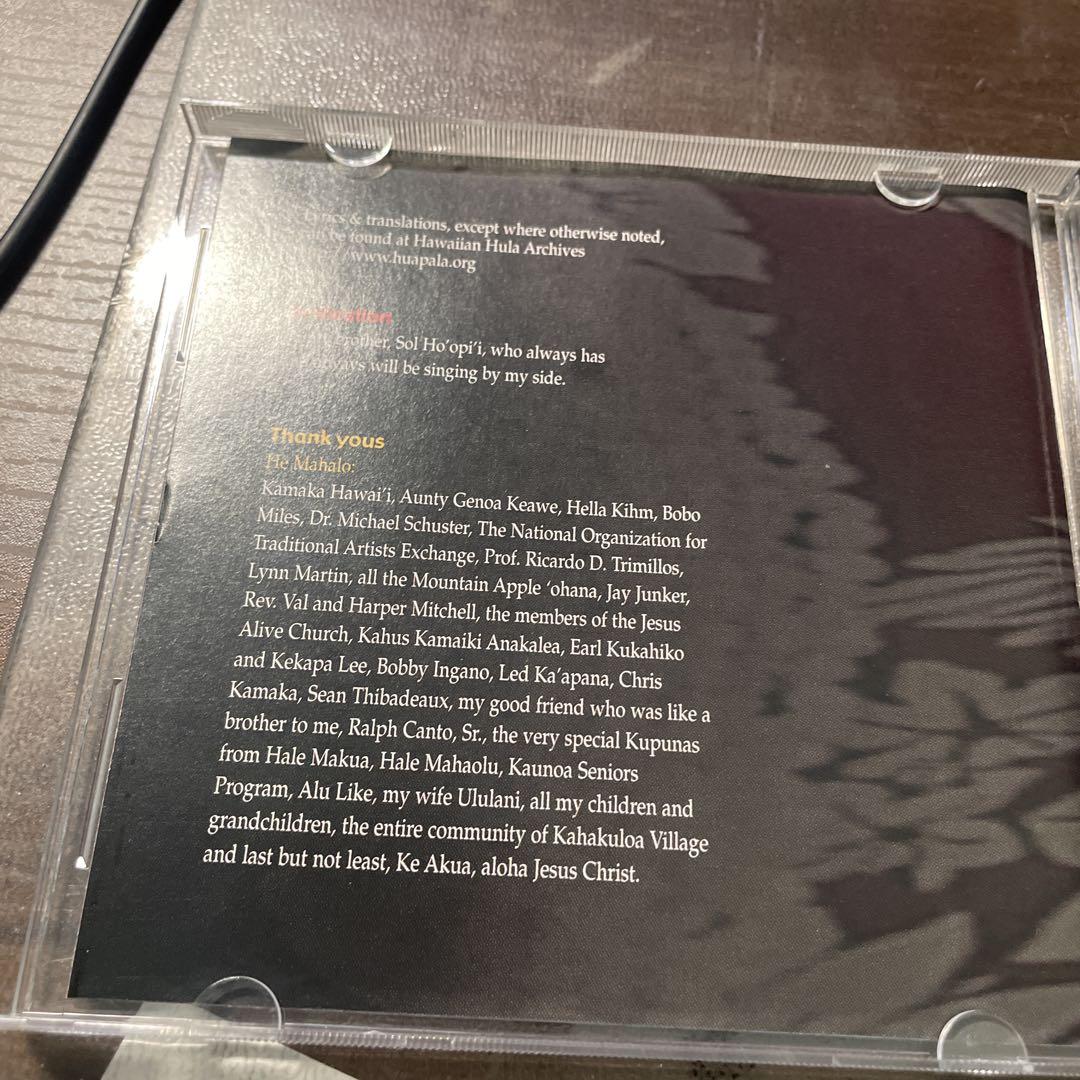 Lyrics & translations, except where otherwise noted,
be found at Hawaiian Hula Archives
www.huapala.org
Dedication
brother, Sol Ho'opi'i, who always has
always will be singing by my side.
Thank yous
He Mahalo:
Kamaka Hawai'i, Aunty Genoa Keawe, Hella Kihm, Bobo
Miles, Dr. Michael Schuster, The National Organization for
Traditional Artists Exchange, Prof. Ricardo D. Trimillos,
Lynn Martin, all the Mountain Apple 'ohana, Jay Junker,
Rev. Val and Harper Mitchell, the members of the Jesus
Alive Church, Kahus Kamaiki Anakalea, Earl Kukahiko
and Kekapa Lee, Bobby Ingano, Led Ka'apana, Chris
Kamaka, Sean Thibadeaux, my good friend who was like a
brother to me, Ralph Canto, Sr., the very special Kupunas
from Hale Makua, Hale Mahaolu, Kaunoa Seniors
Program, Alu Like, my wife Ululani, all my children and
grandchildren, the entire community of Kahakuloa Village
and last but not least, Ke Akua, aloha Jesus Christ.